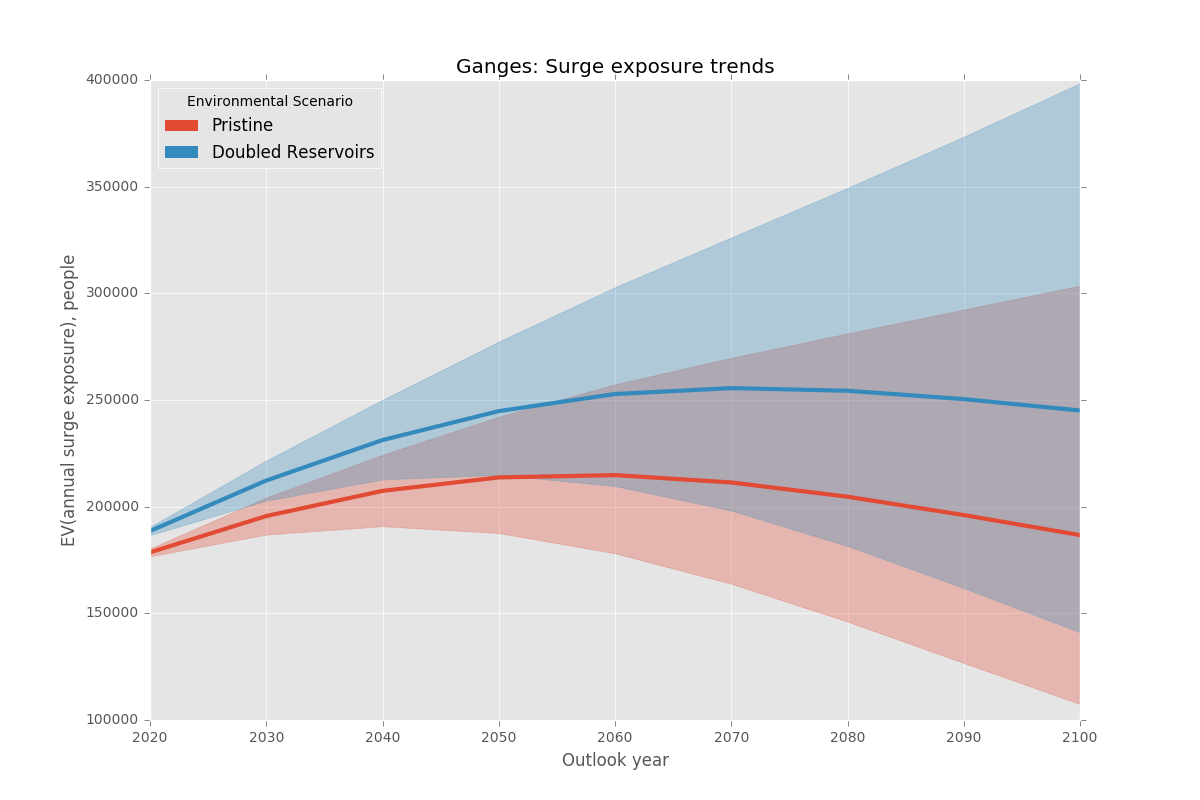 Ganges: Surge exposure trends
Environmental Scenario
Pristine
Doubled Reservoirs
EV(annual surge exposure), people
400000
350000
300000
250000
200000
150000
100000
2020 2030 2040 2050 2060 2070 2080 2090 2100
Outlook year